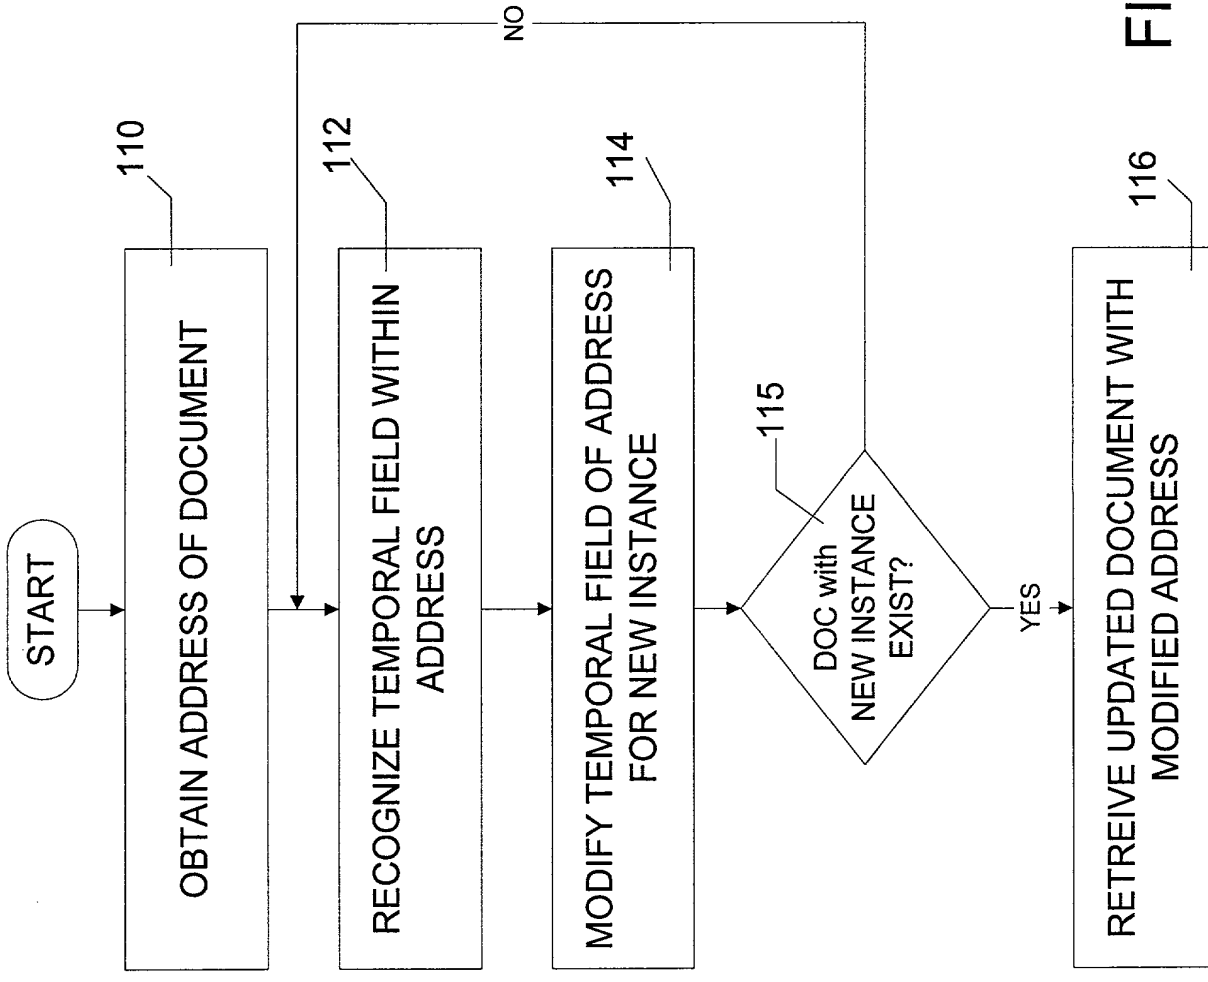 START
110
OBTAIN ADDRESS OF DOCUMENT
NO
112
RECOGNIZE TEMPORAL FIELD WITHIN
ADDRESS
114
MODIFY TEMPORAL FIELD OF ADDRESS
FOR NEW INSTANCE
115
DOC with
NEW INSTANCE
EXIST?
YES
116
RETREIVE UPDATED DOCUMENT WITH
MODIFIED ADDRESS